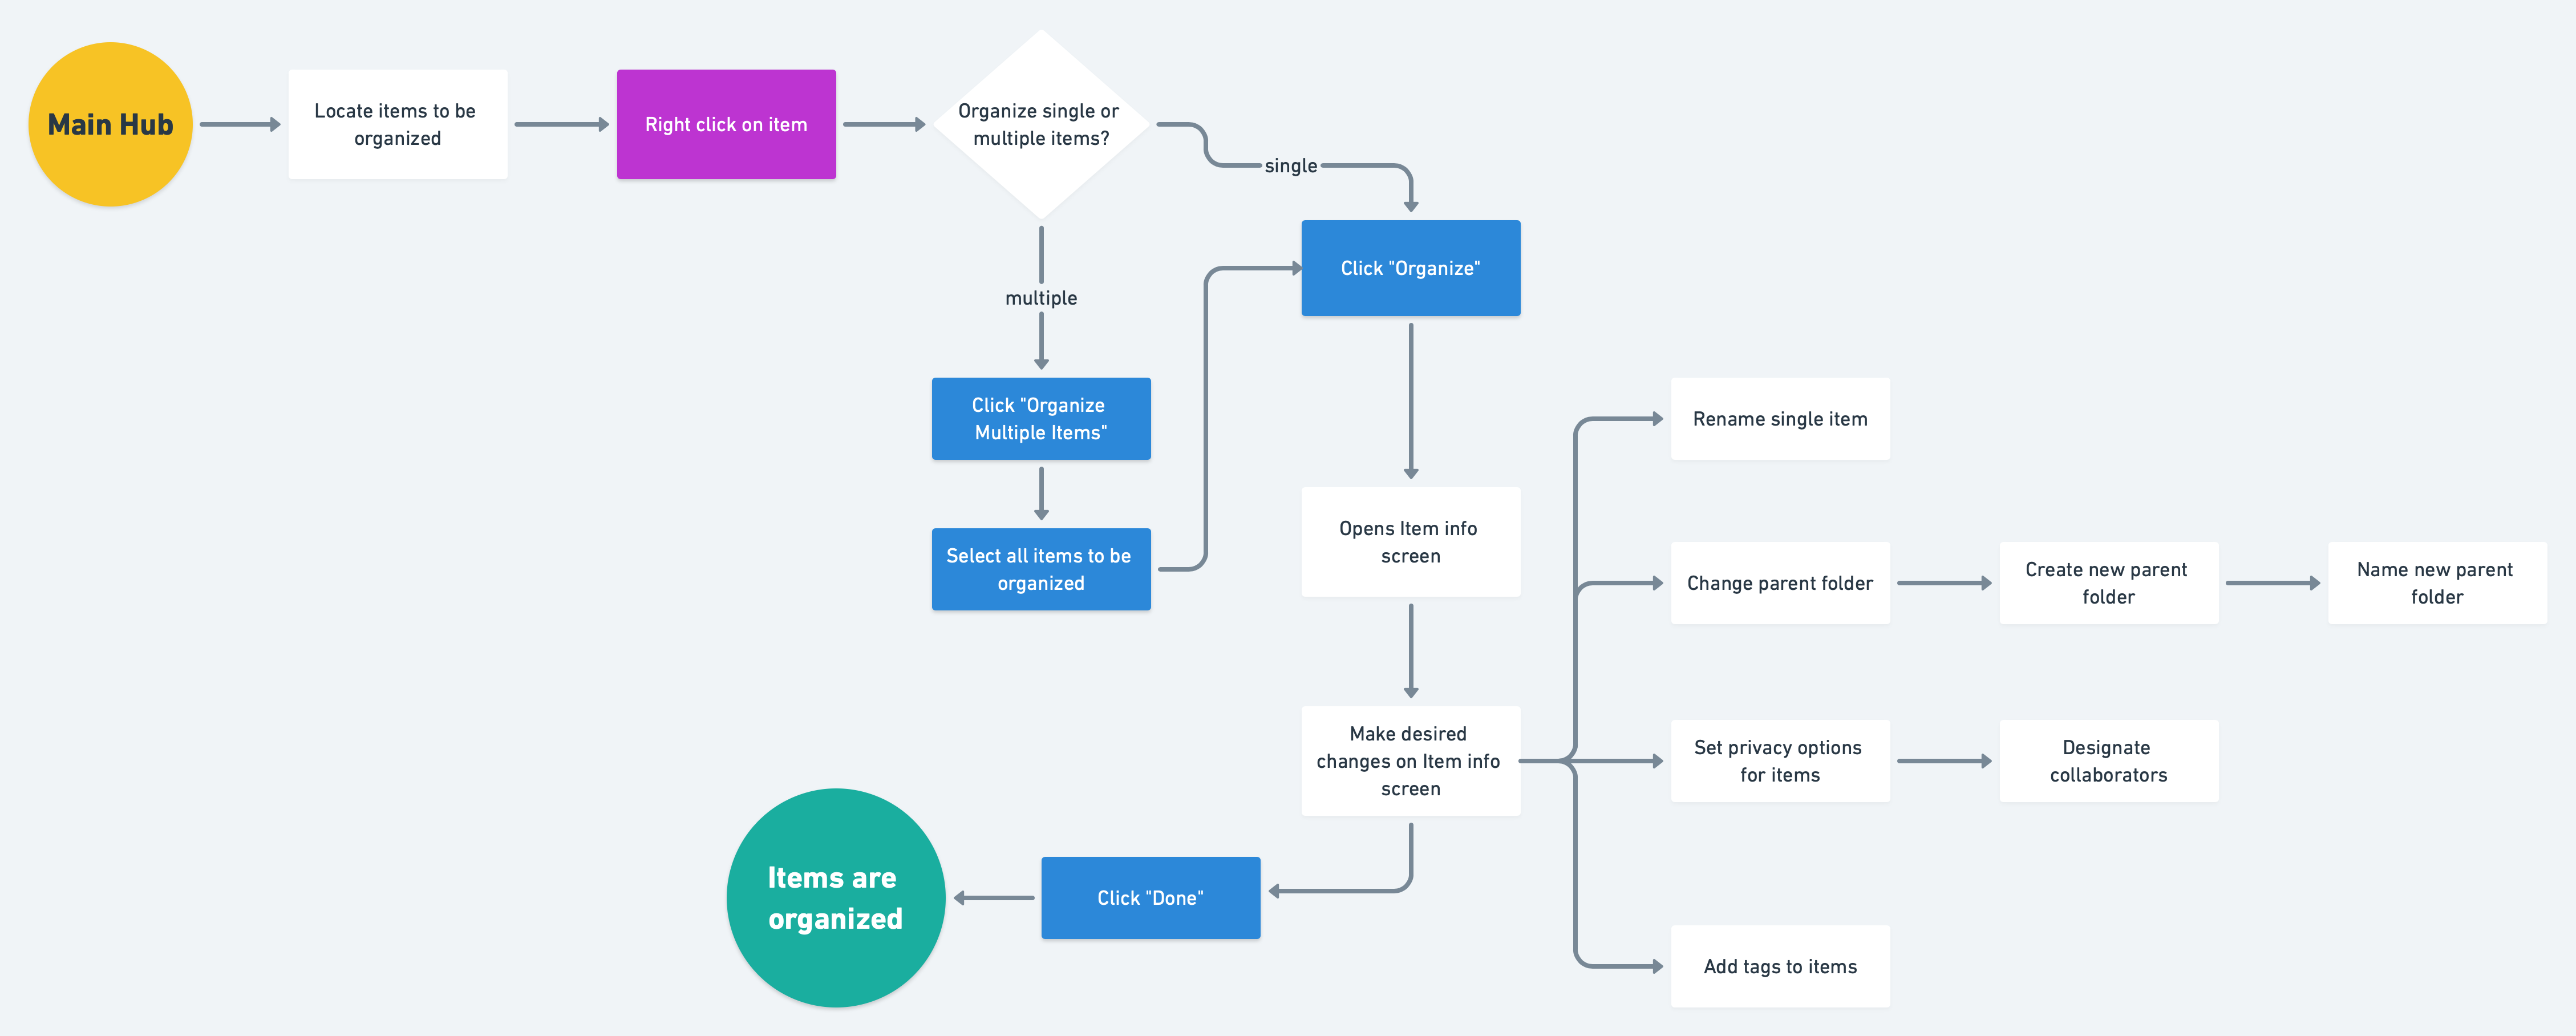 Main Hub
Locate items to be
organized
Right click on item
Organize single or
multiple items?
single
multiple
Click "Organize"
Click "Organize
Multiple Items"
Select all items to be
organized
Opens Item info
screen
Make desired
changes on Item info
screen
Rename single item
Change parent folder
Create new parent
folder
Name new parent
folder
Set privacy options
for items
Designate
collaborators
Add tags to items
Click "Done"
Items are
organized